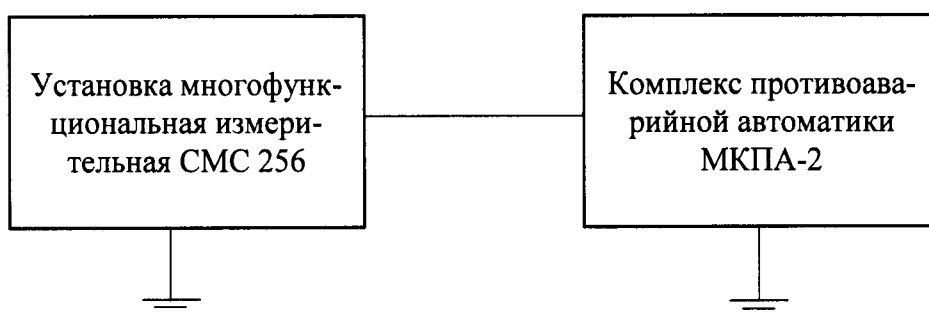 Установка многофунк-
циональная измери-
тельная СМС 256
Комплекс противоава-
рийной автоматики
МКПА-2